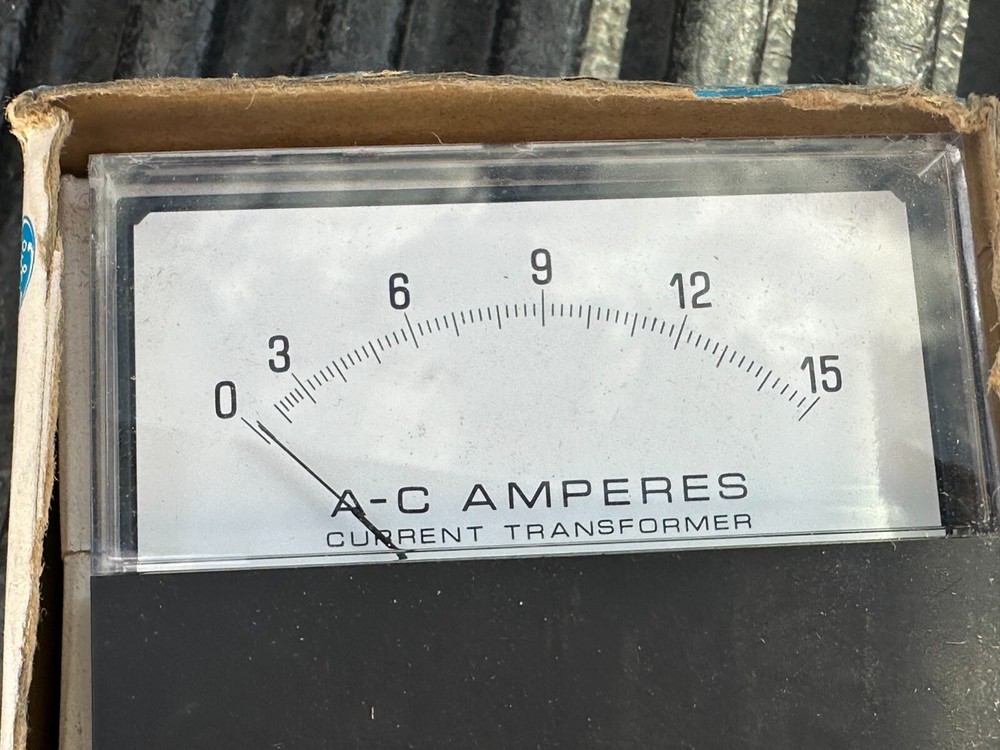 0 3 6 9 12 15
A-C AMPERES
CURRENT TRANSFORMER